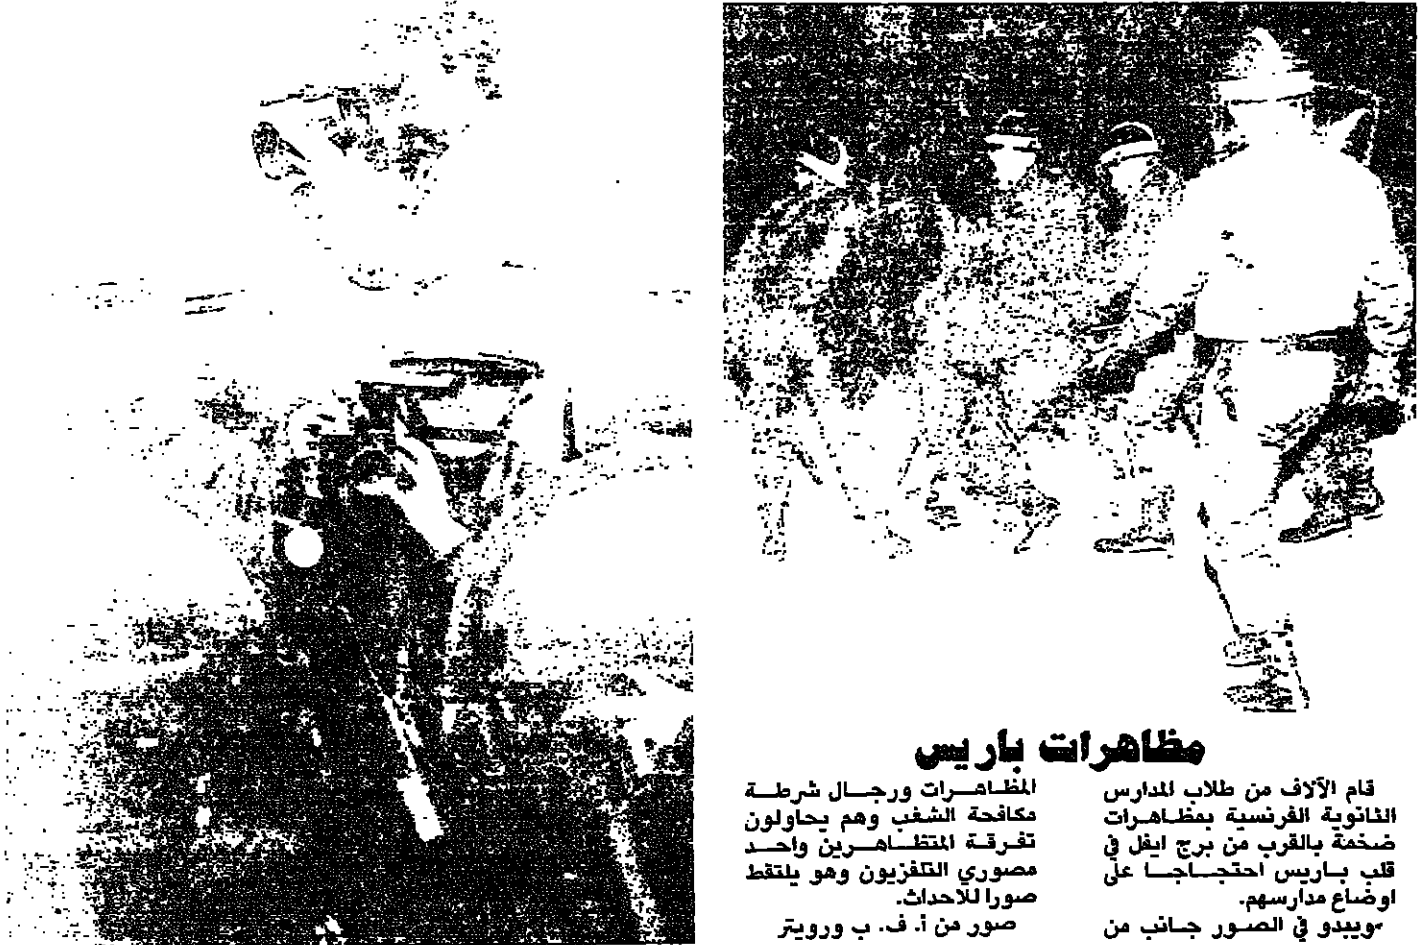 مظاهرات باريس
قام الآلاف من طلاب المدارس
الثانوية الفرنسية بمظاهرات
ضخمة بالقرب من برج ايفل في
قلب باريس احتجاجا على
اوضاع مدارسهم.
ويبدو في الصور جانب من
المظاهرات ورجال شرطة
مكافحة الشغب وهم يحاولون
تفرقة المتظاهرين واحد
مصوري التلفزيون وهو يلتقط
صورا للاحداث.
صور من أ. ف. ب ورويتر